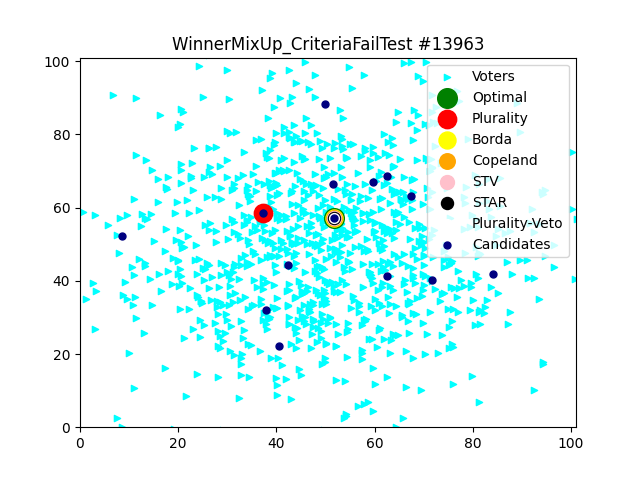 WinnerMixUp_CriteriaFailTest #13963
100
80
60
40
20
0
0 20 40 60 80 100
Voters
Optimal
Plurality
Borda
Copeland
STV
STAR
Plurality-Veto
Candidates